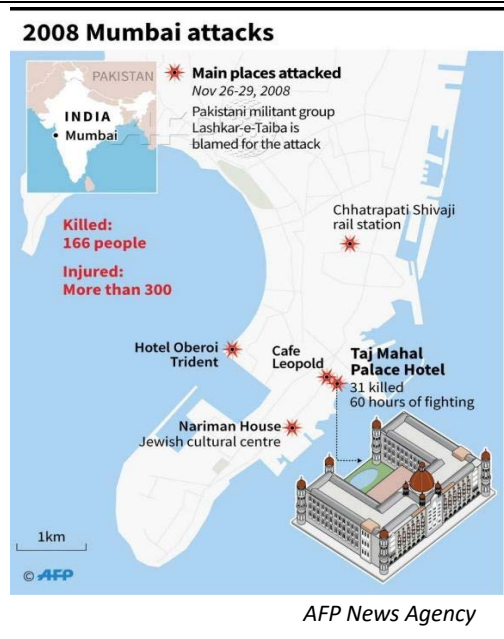 2008 Mumbai attacks
PAKISTAN
INDIA
Mumbai
Main places attacked
Nov 26-29, 2008
Pakistani militant group
Lashkar-e-Taiba is
blamed for the attack
Killed:
166 people
Injured:
More than 300
Chhatrapati Shivaji
rail station
Hotel Oberoi
Trident
Cafe
Leopold
Taj Mahal
Palace Hotel
31 killed
60 hours of fighting
Nariman House
Jewish cultural centre
1km
© AFP
AFP News Agency